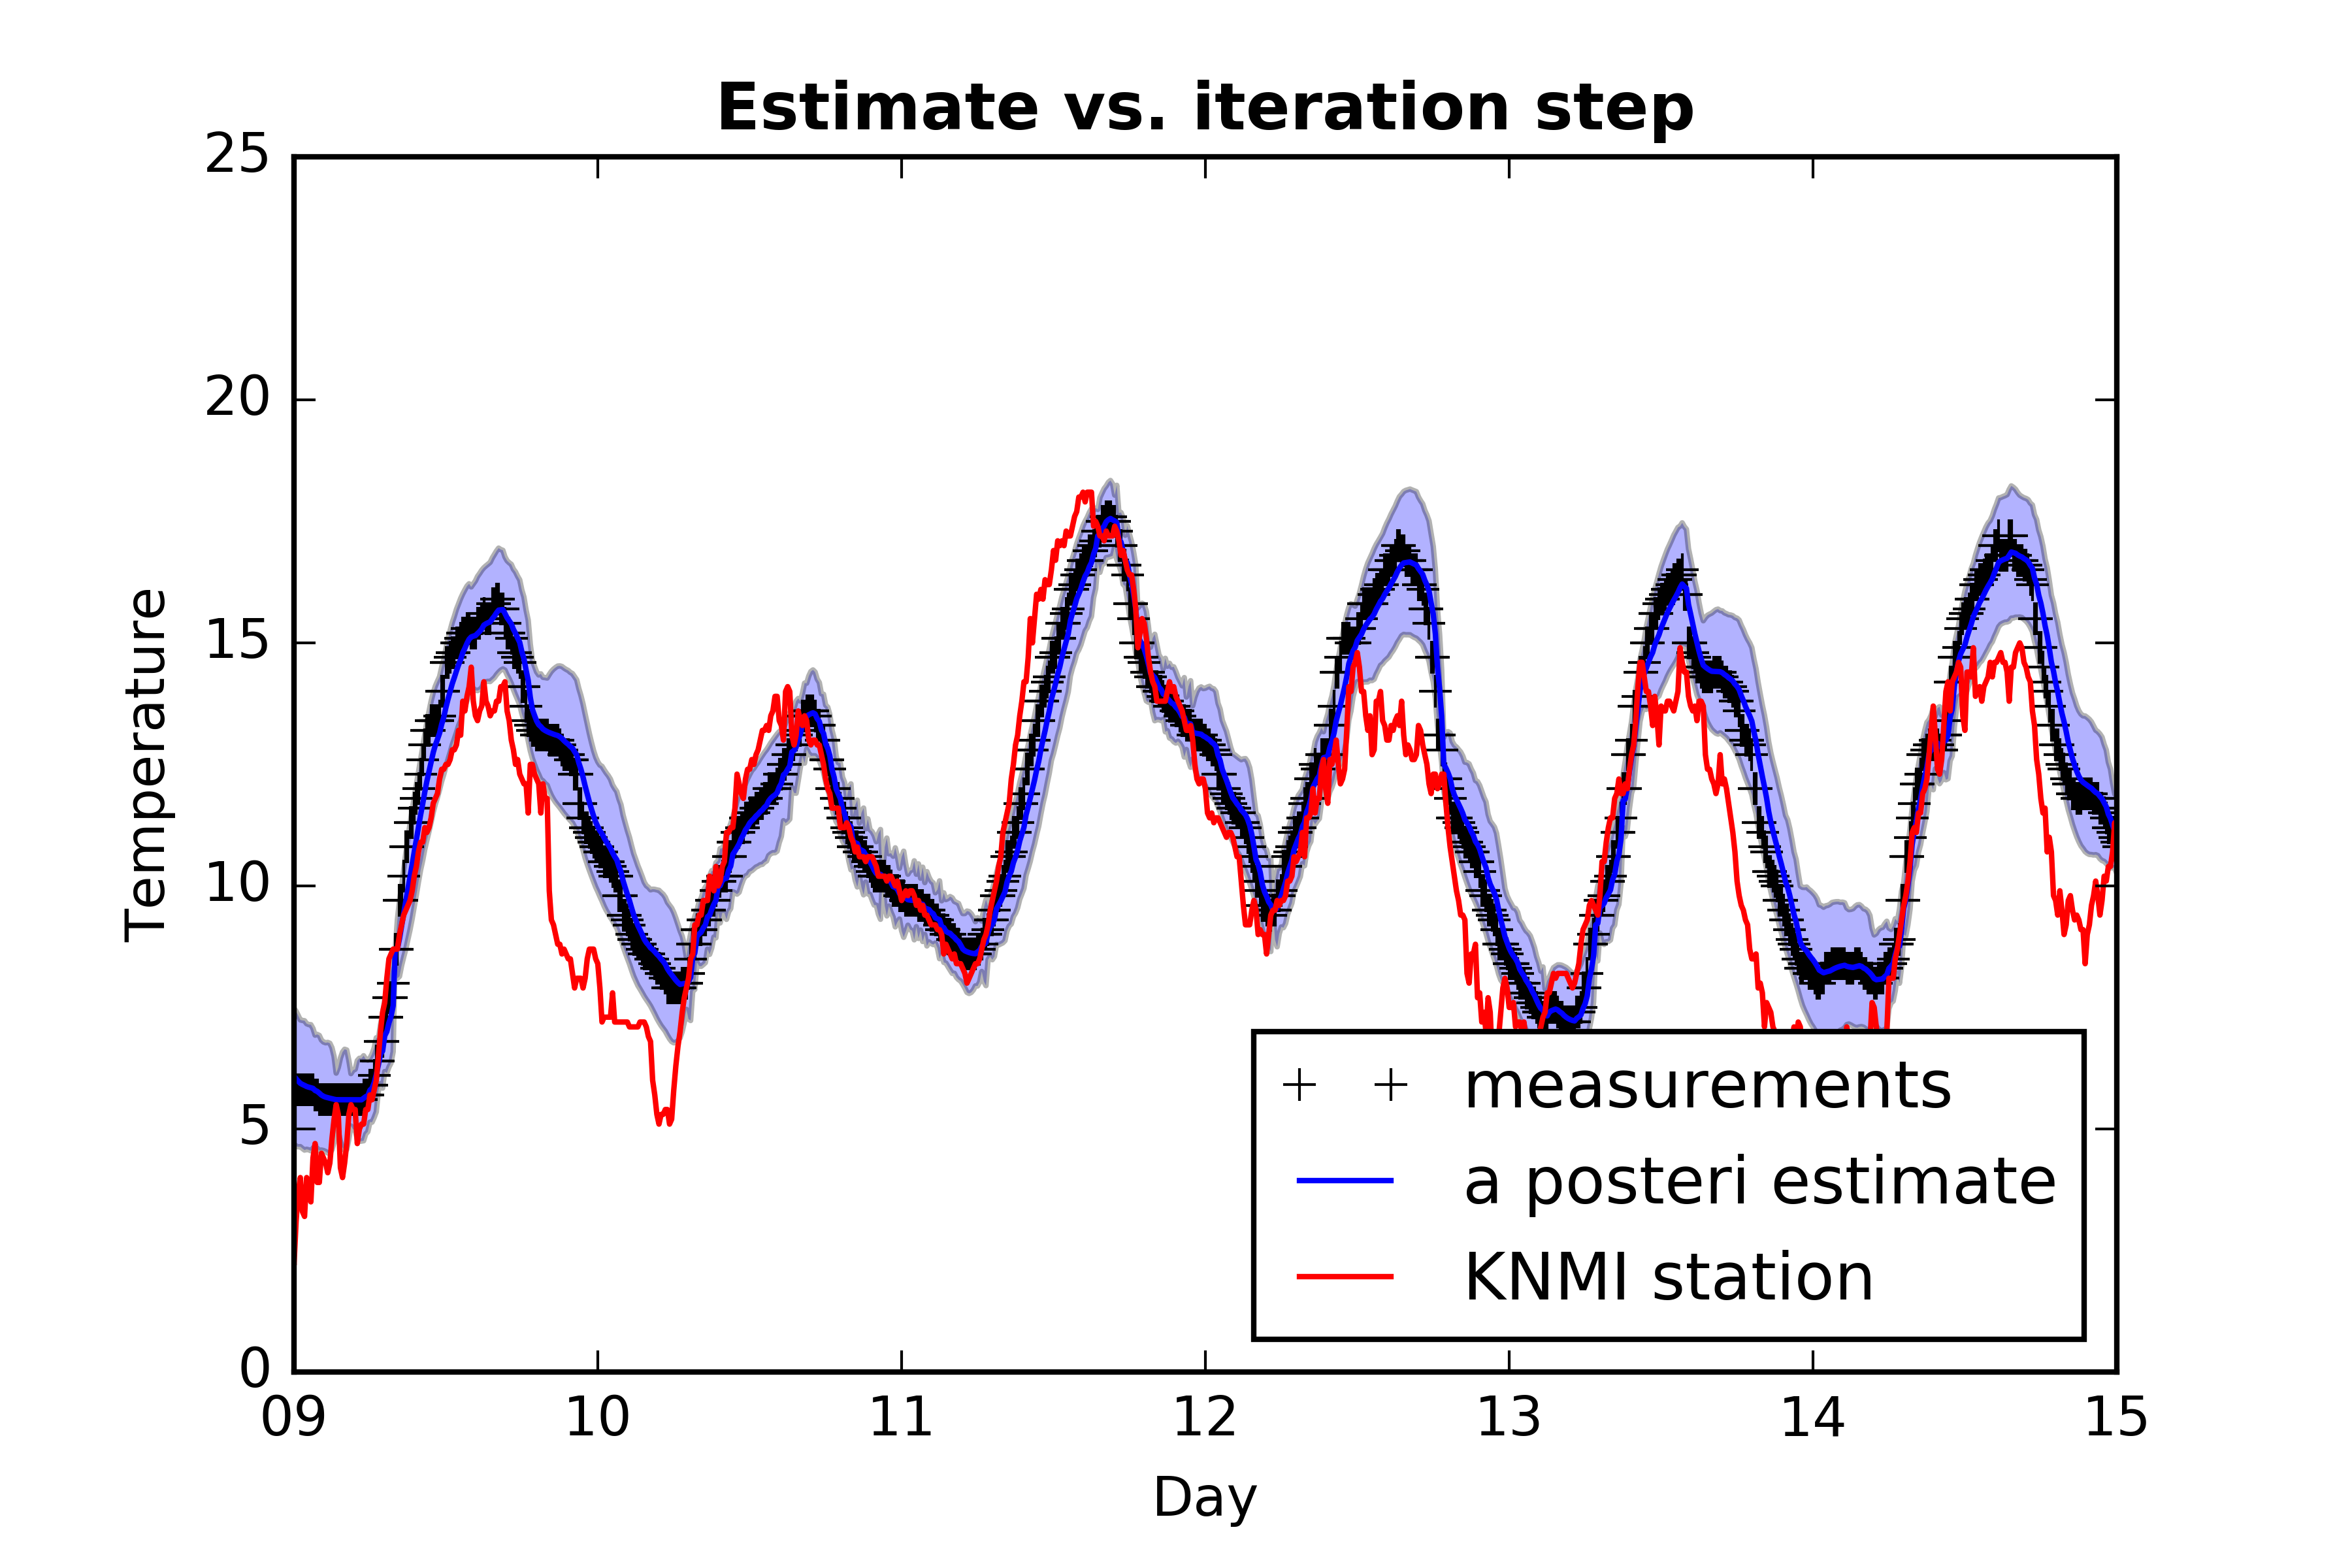 Estimate vs. iteration step
25
20
15
10
5
0
Temperature
09 10 11 12 13 14 15
Day
measurements
a posteri estimate
KNMI station